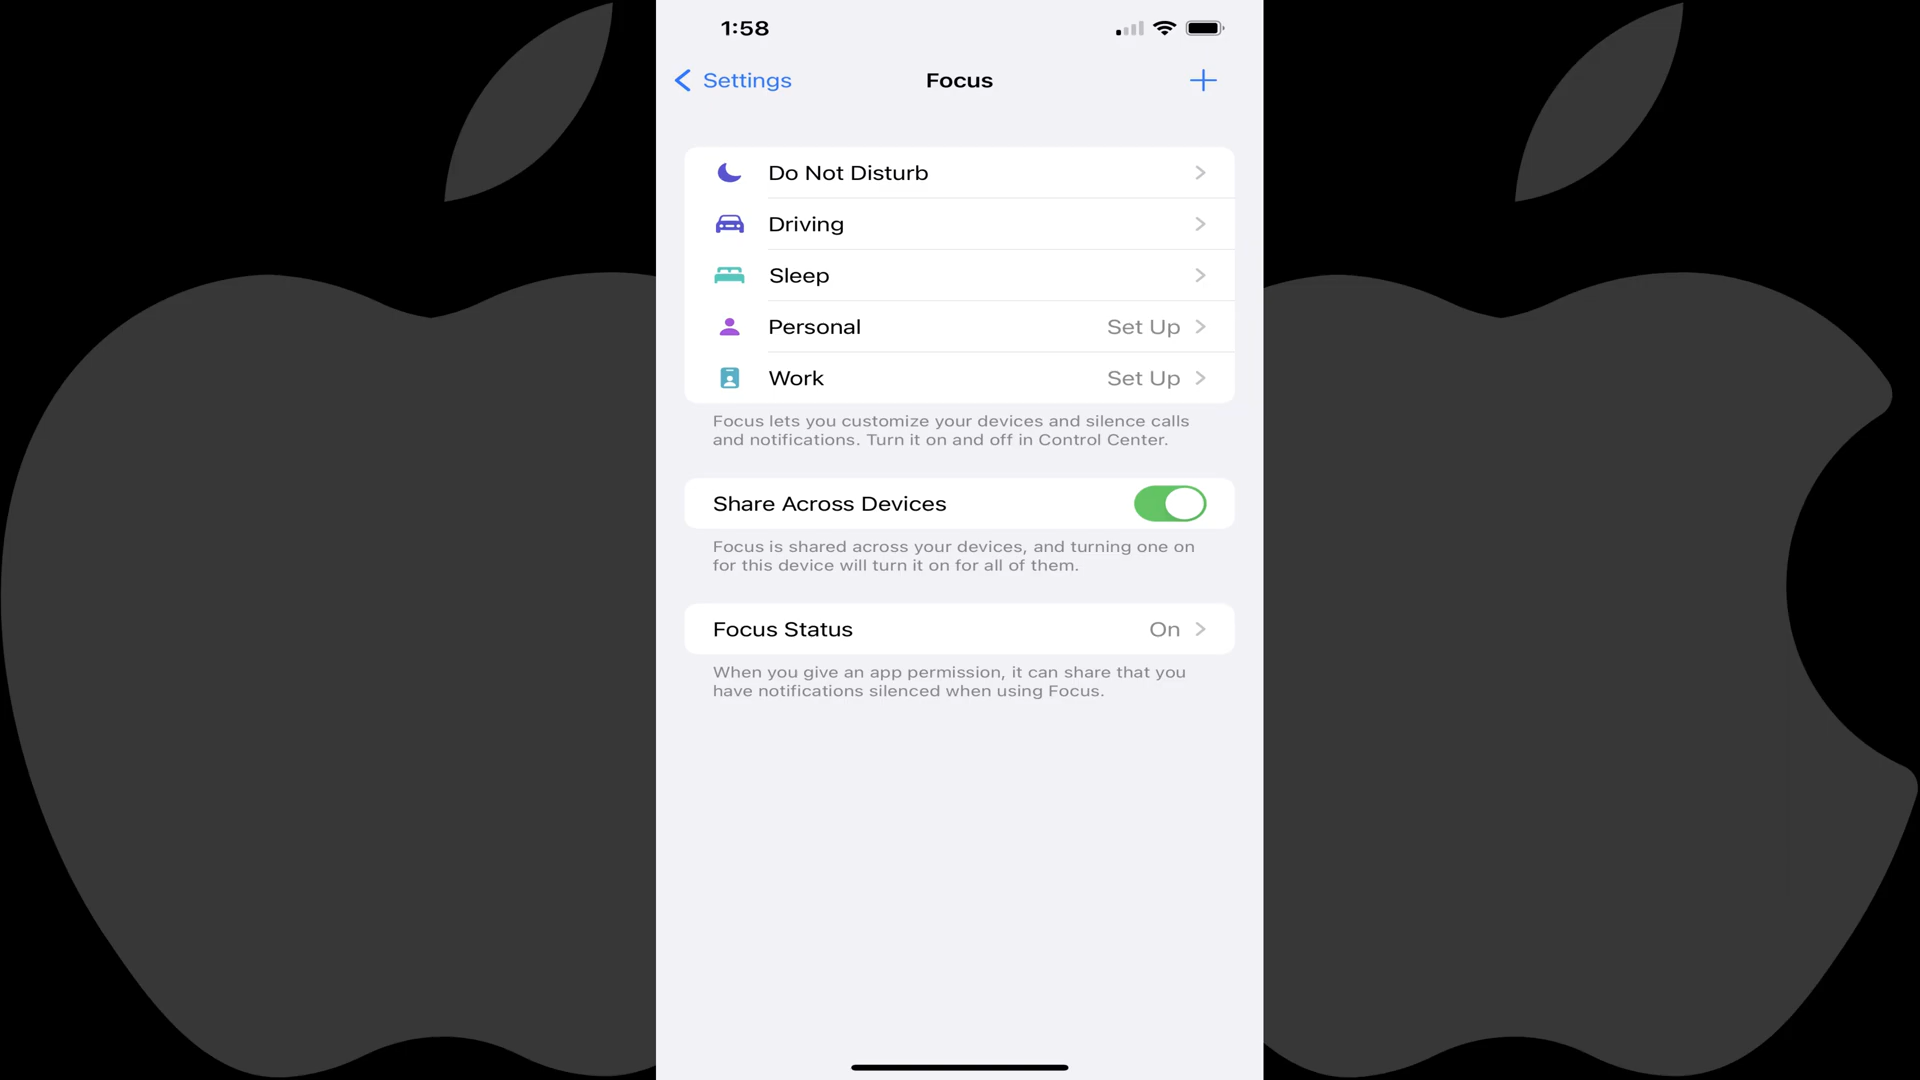 1:58
Settings
Focus
Do Not Disturb
Driving
Sleep
Personal Set Up
Work Set Up
Focus lets you customize your devices and silence calls
and notifications. Turn it on and off in Control Center.
Share Across Devices
Focus is shared across your devices, and turning one on
for this device will turn it on for all of them.
Focus Status On
When you give an app permission, it can share that you
have notifications silenced when using Focus.